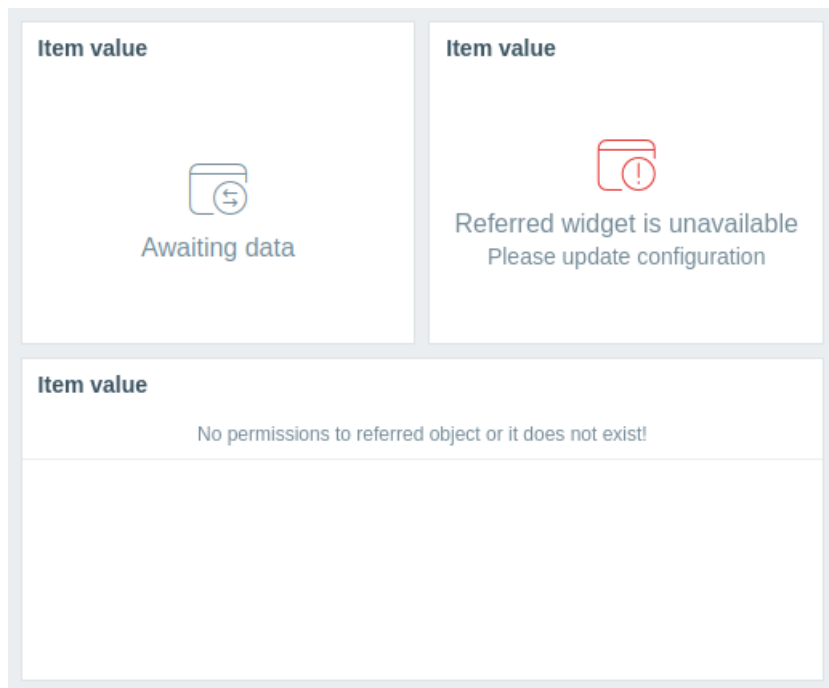 Item value
Awaiting data
Item value
Referred widget is unavailable
Please update configuration
Item value
No permissions to referred object or it does not exist!